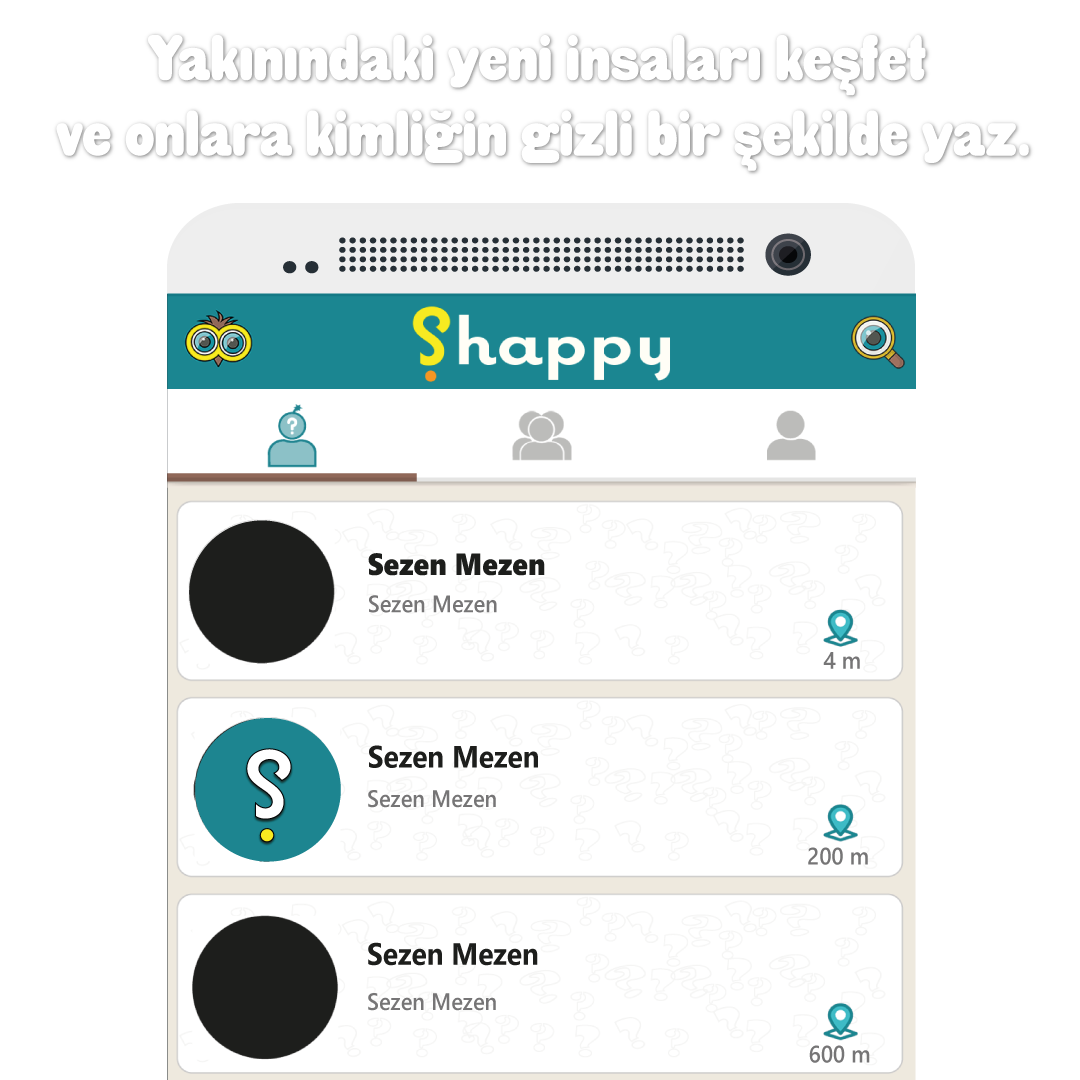 Yakınındaki yeni insaları keşfet
ve onlara kimliğin gizli bir şekilde yaz.
Shappy
?
Sezen Mezen
Sezen Mezen
4 m
Sezen Mezen
Sezen Mezen
200 m
Sezen Mezen
Sezen Mezen
600 m